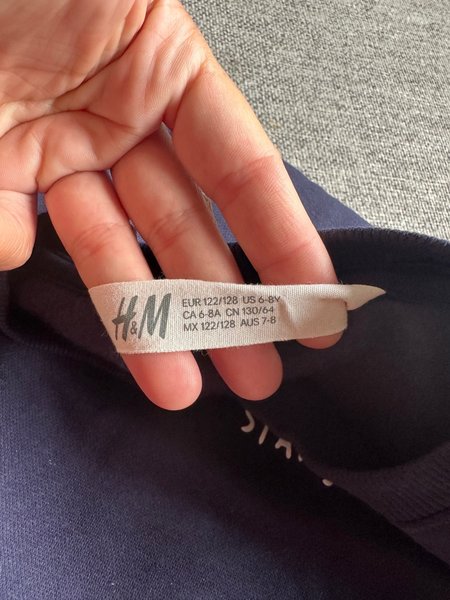 H&M
EUR 122/128 US 6-8Y
CA 6-8A CN 130/64
MX 122/128 AUS 7-8